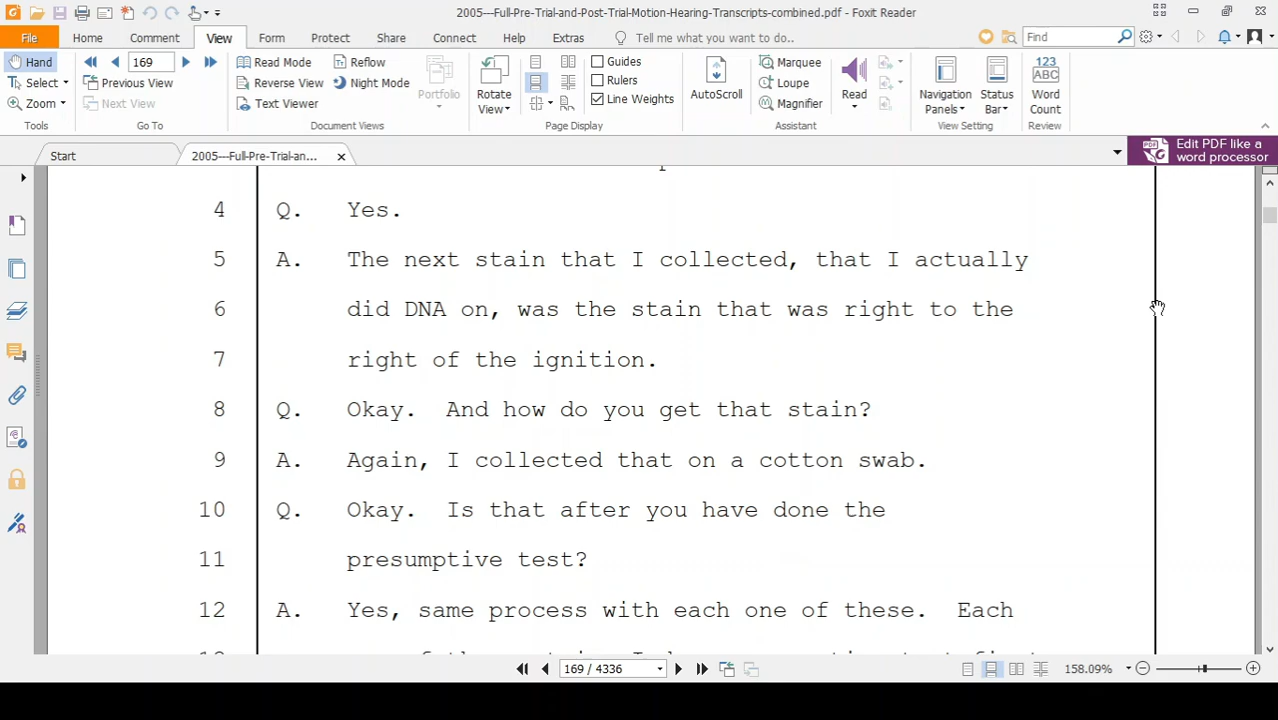 2005---Full-Pre-Trial-and-Post-Trial-Motion-Hearing-Transcripts-combined.pdf - Foxit Reader
File Home Comment View Form Protect Share Connect Help Extras Tell me what you want to do.. Find
Hand 169 Read Mode Reflow Guides Marquee
Select Previous View Reverse View Night Mode Portfolio Rotate View Rulers AutoScroll Loupe Read Navigation Panels Status Bar Word Count
Zoom Next View Text Viewer Line Weights Magnifier
Tools Go To Document Views Page Display Assistant View Setting Review
Start 2005---Full-Pre-Trial-an... Edit PDF like a word processor
4 Q. Yes.
5 A. The next stain that I collected, that I actually
6 did DNA on, was the stain that was right to the
7 right of the ignition.
8 Q. Okay. And how do you get that stain?
9 A. Again, I collected that on a cotton swab.
10 Q. Okay. Is that after you have done the
11 presumptive test?
12 A. Yes, same process with each one of these. Each
169 / 4336 158.09%